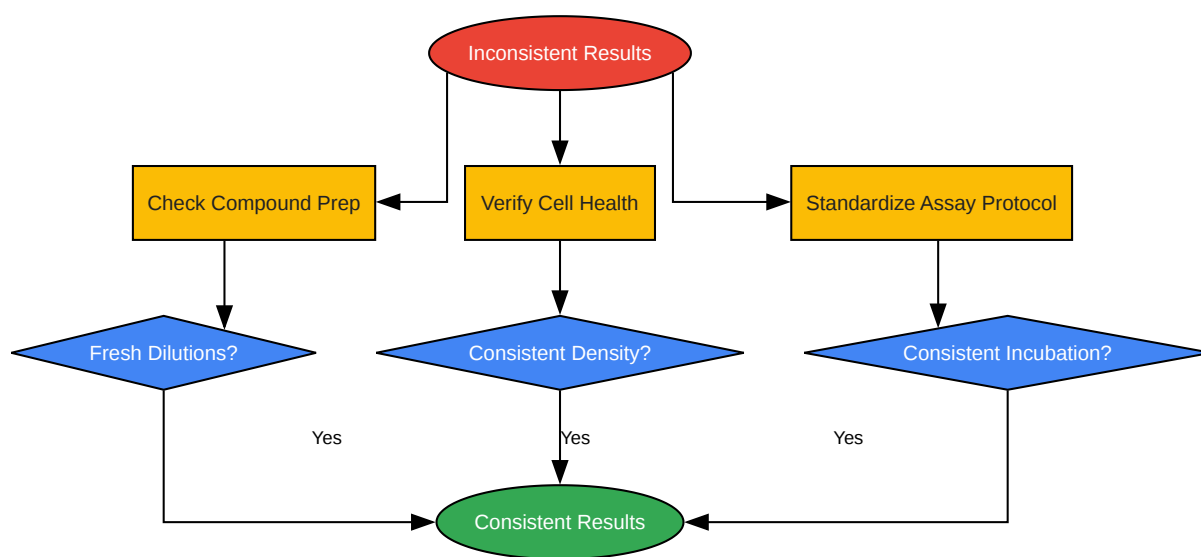 Inconsistent Results
Check Compound Prep
Verify Cell Health
Standardize Assay Protocol
Fresh Dilutions?
Consistent Density?
Consistent Incubation?
Yes
Yes
Yes
Consistent Results